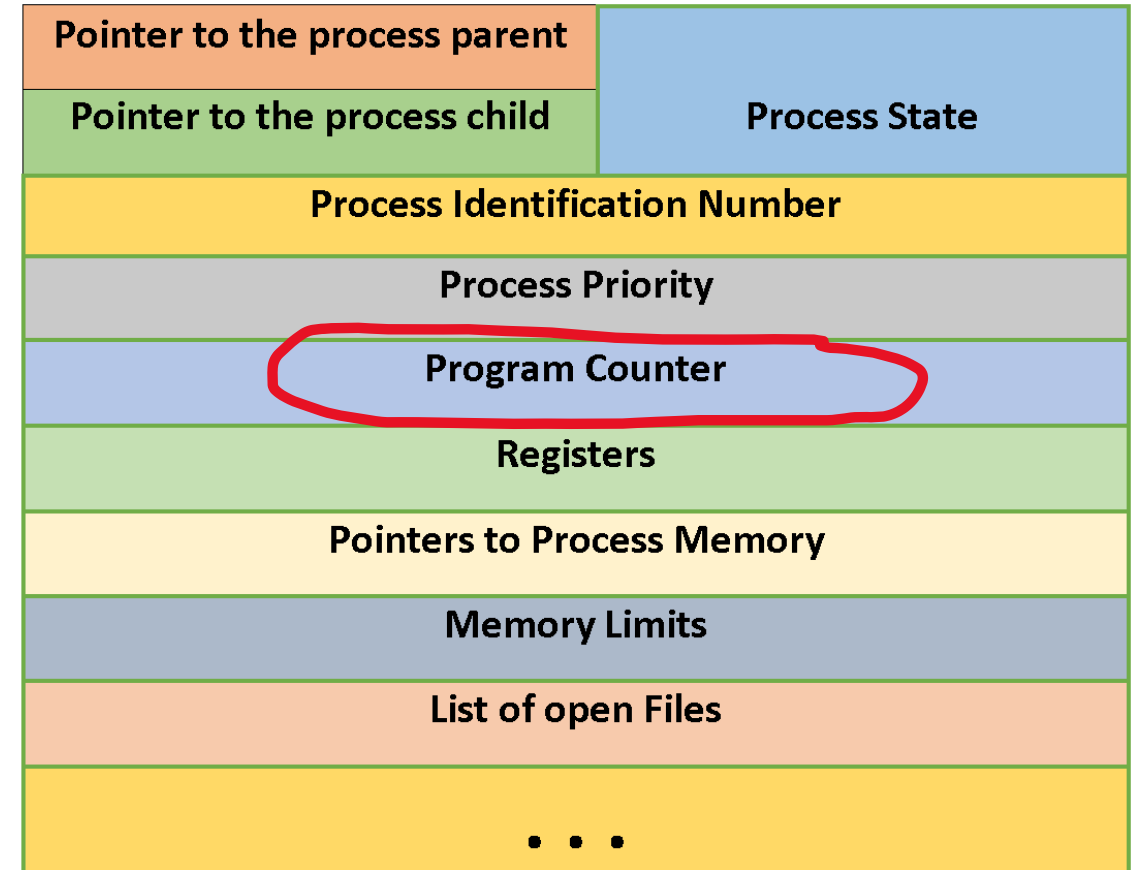 Pointer to the process parent
Pointer to the process child
Process State
Process Identification Number
Process Priority
Program Counter
Registers
Pointers to Process Memory
Memory Limits
List of open Files
. . .